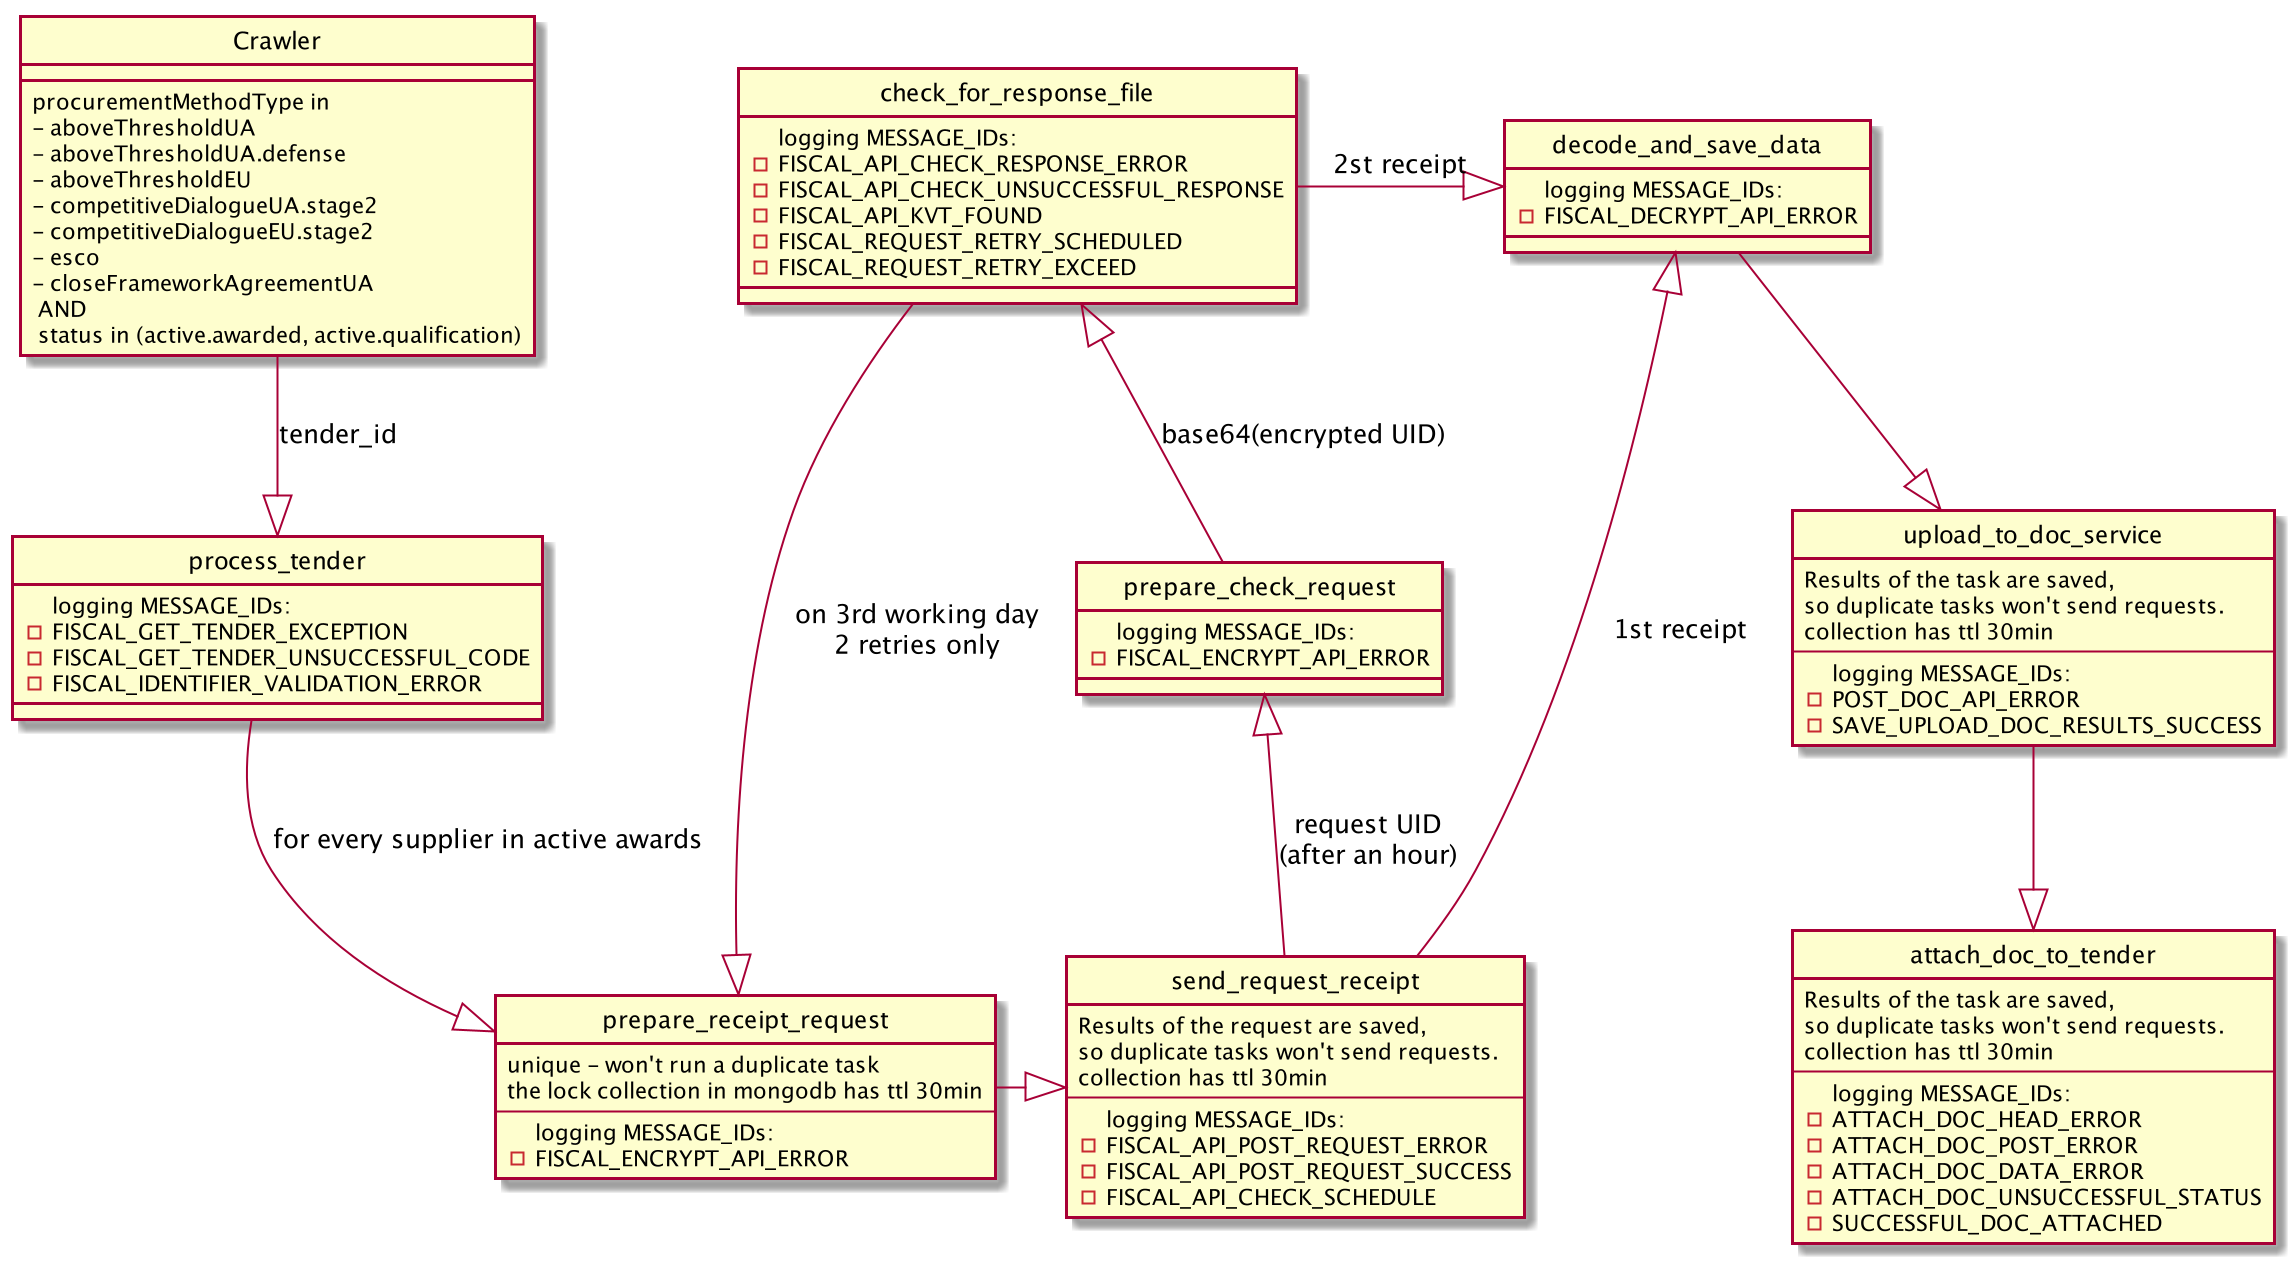 Crawler
procurementMethodType in
– aboveThresholdUA
– aboveThresholdUA.defense
– aboveThresholdEU
– competitiveDialogueUA.stage2
– competitiveDialogueEU.stage2
– esco
– closeFrameworkAgreementUA
AND
status in (active.awarded, active.qualification)
tender_id
process_tender
logging MESSAGE_IDs:
FISCAL_GET_TENDER_EXCEPTION
FISCAL_GET_TENDER_UNSUCCESSFUL_CODE
FISCAL_IDENTIFIER_VALIDATION_ERROR
for every supplier in active awards
check_for_response_file
logging MESSAGE_IDs:
FISCAL_API_CHECK_RESPONSE_ERROR
FISCAL_API_CHECK_UNSUCCESSFUL_RESPONSE
FISCAL_API_KVT_FOUND
FISCAL_REQUEST_RETRY_SCHEDULED
FISCAL_REQUEST_RETRY_EXCEED
2st receipt
decode_and_save_data
logging MESSAGE_IDs:
FISCAL_DECRYPT_API_ERROR
base64(encrypted UID)
on 3rd working day
2 retries only
prepare_check_request
logging MESSAGE_IDs:
FISCAL_ENCRYPT_API_ERROR
1st receipt
request UID
(after an hour)
upload_to_doc_service
Results of the task are saved,
so duplicate tasks won't send requests.
collection has ttl 30min
logging MESSAGE_IDs:
POST_DOC_API_ERROR
SAVE_UPLOAD_DOC_RESULTS_SUCCESS
prepare_receipt_request
unique – won't run a duplicate task
the lock collection in mongodb has ttl 30min
logging MESSAGE_IDs:
FISCAL_ENCRYPT_API_ERROR
send_request_receipt
Results of the request are saved,
so duplicate tasks won't send requests.
collection has ttl 30min
logging MESSAGE_IDs:
FISCAL_API_POST_REQUEST_ERROR
FISCAL_API_POST_REQUEST_SUCCESS
FISCAL_API_CHECK_SCHEDULE
attach_doc_to_tender
Results of the task are saved,
so duplicate tasks won't send requests.
collection has ttl 30min
logging MESSAGE_IDs:
ATTACH_DOC_HEAD_ERROR
ATTACH_DOC_POST_ERROR
ATTACH_DOC_DATA_ERROR
ATTACH_DOC_UNSUCCESSFUL_STATUS
SUCCESSFUL_DOC_ATTACHED